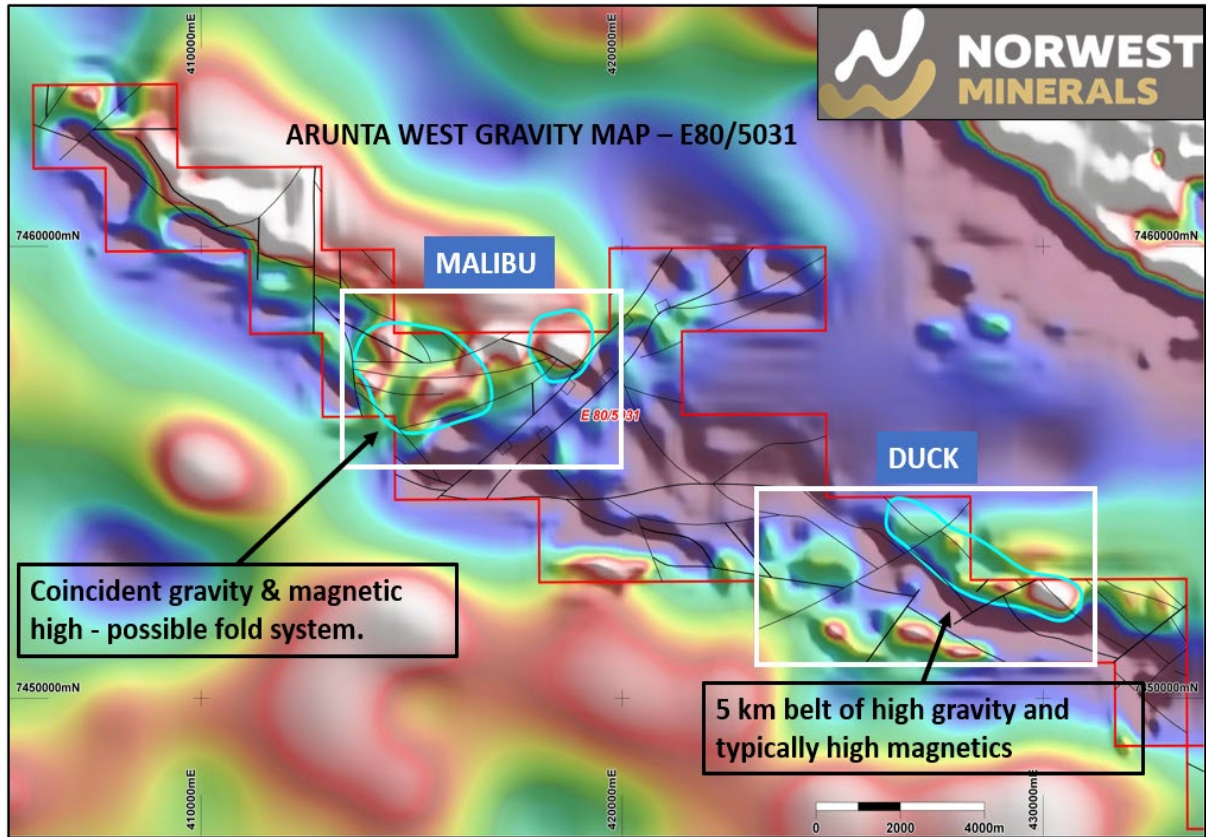 410000mE
420000mE
NORWEST
MINERALS
ARUNTA WEST GRAVITY MAP – E80/5031
7460000mN
7460000mN
MALIBU
E 80/5031
DUCK
Coincident gravity & magnetic
high - possible fold system.
7450000mN
7450000mN
5 km belt of high gravity and
typically high magnetics
410000mE
420000mE
430000mE
0 2000 4000m